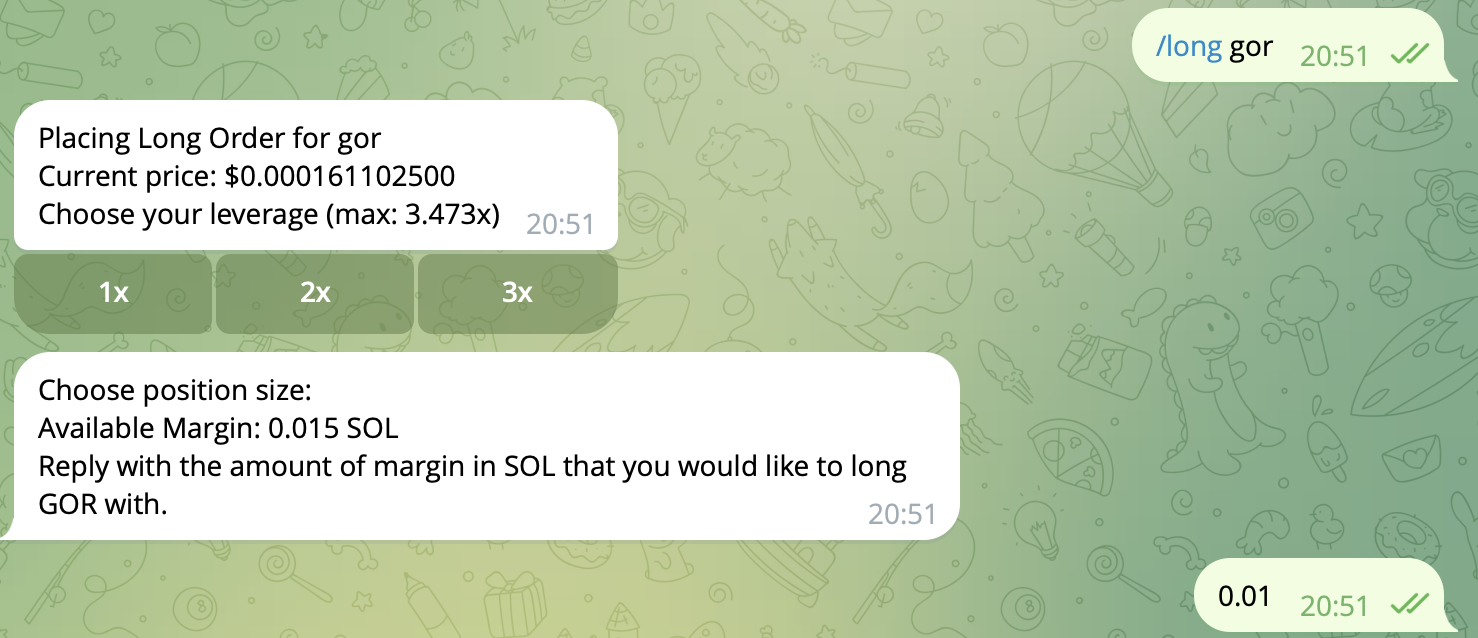 /long gor 20:51
Placing Long Order for gor
Current price: $0.000161102500
Choose your leverage (max: 3.473x) 20:51
1x 2x 3x
Choose position size:
Available Margin: 0.015 SOL
Reply with the amount of margin in SOL that you would like to long
GOR with.
20:51
0.01 20:51